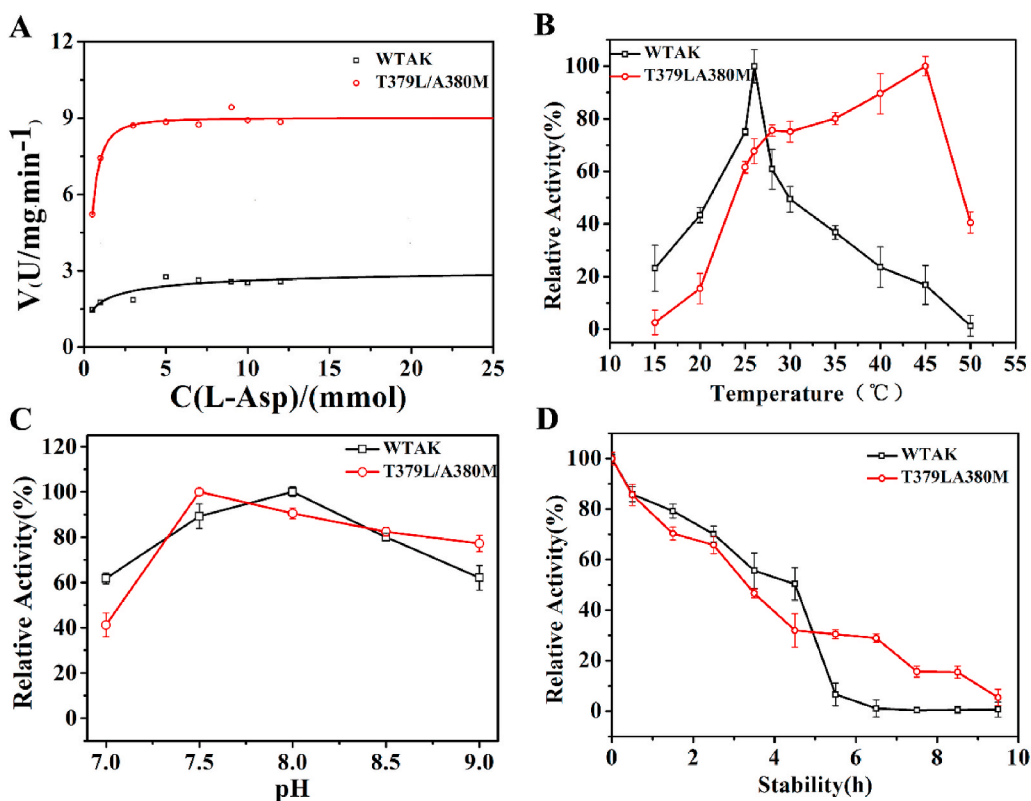 A
WTAK
T379L/A380M
V(U/mgmin⁻¹)
12
9
6
3
0
0 5 10 15 20 25
C(L-Asp)/(mmol)
B
WTAK
T379LA380M
Relative Activity(%)
100
80
60
40
20
0
10 15 20 25 30 35 40 45 50 55
Temperature（℃）
C
WTAK
T379L/A380M
Relative Activity(%)
120
100
80
60
40
20
0
7.0 7.5 8.0 8.5 9.0
pH
D
WTAK
T379LA380M
Relative Activity(%)
100
80
60
40
20
0
0 2 4 6 8 10
Stability(h)